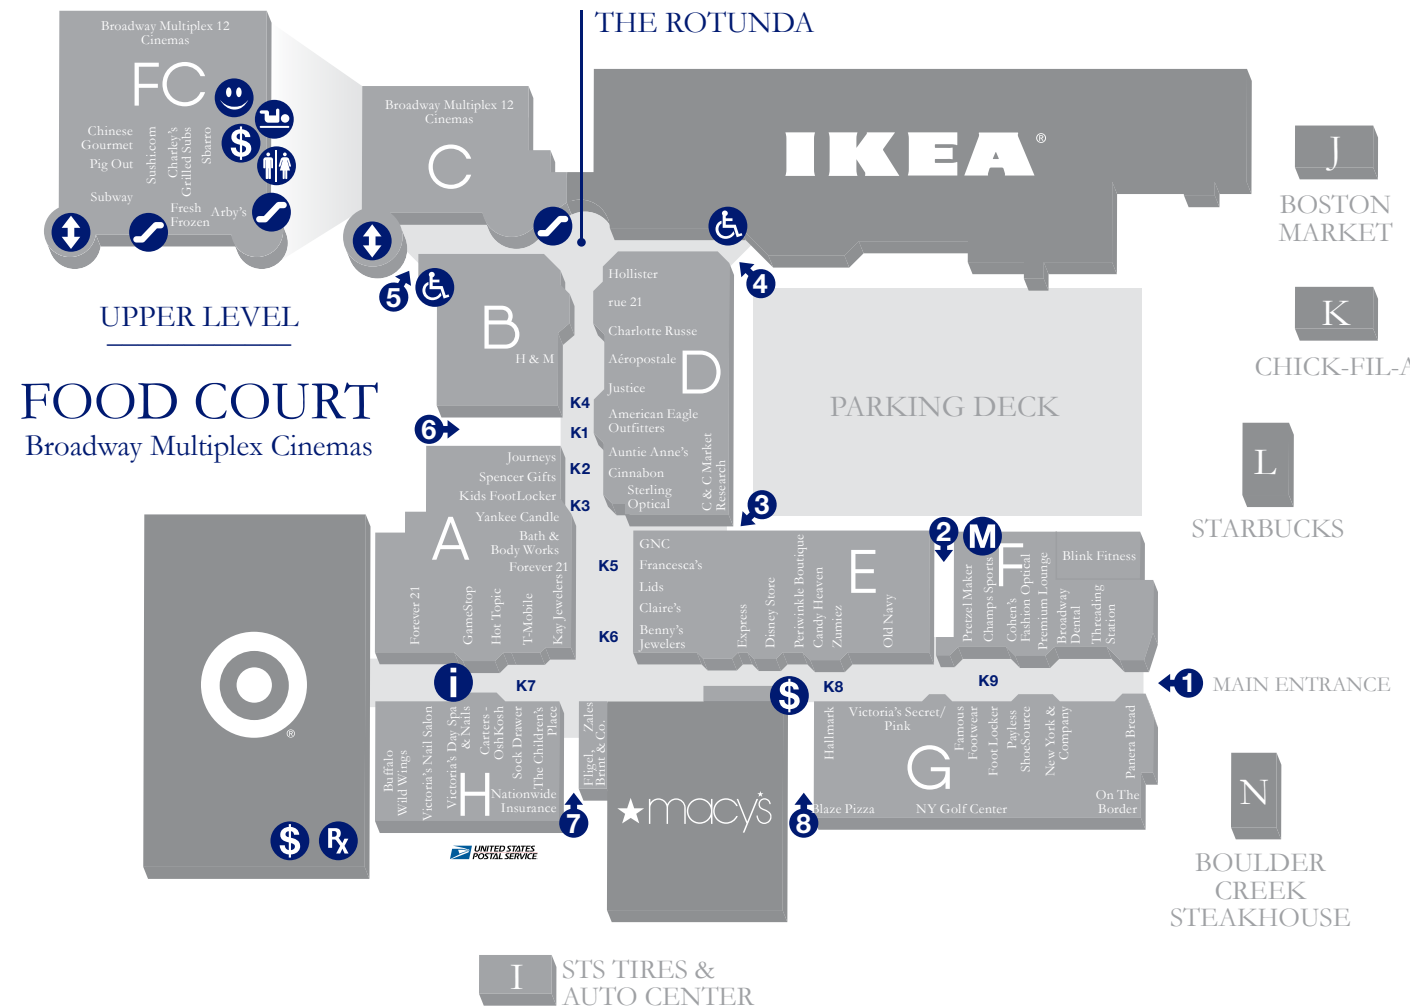 THE ROTUNDA
Broadway Multiplex 12
Cinemas
FC
$
Chinese
Gourmet
Pig Out
Subway
Sushi.com
Charley's
Grilled Subs
Sbarro
Fresh
Frozen
Arby's
Broadway Multiplex 12
Cinemas
C
IKEA®
J
BOSTON
MARKET
K
CHICK-FIL-A
L
STARBUCKS
UPPER LEVEL
FOOD COURT
Broadway Multiplex Cinemas
5
4
B
H & M
Hollister
rue 21
Charlotte Russe
Aéropostale
Justice
American Eagle
Outfitters
Auntie Anne's
Cinnabon
Sterling
Optical
C & C Market
Research
D
PARKING DECK
K4
K1
K2
K3
K5
K6
6
3
2
M
Journeys
Spencer Gifts
Kids FootLocker
Yankee Candle
Bath &
Body Works
Forever 21
A
Forever 21
GameStop
Hot Topic
T-Mobile
Kay Jewelers
GNC
Francesca's
Lids
Claire's
Benny's
Jewelers
Express
Disney Store
Periwinkle Boutique
Candy Heaven
Zumiez
E
Old Navy
F
Pretzel Maker
Champs Sports
Cohen's
Fashion Optical
Premium Lounge
Broadway
Dental
Threading
Station
Blink Fitness
®
i
K7
$
K8
K9
1
MAIN ENTRANCE
Buffalo
Wild Wings
Victoria's Nail Salon
Victoria's Day Spa
& Nails
Carters -
OshKosh
Sock Drawer
The Children's
Place
H
Nationwide
Insurance
Fligel,
Brint & Co.
Zales
7
macy's
8
Hallmark
Victoria's Secret/
Pink
Famous
Footwear
Foot Locker
Payless
ShoeSource
New York &
Company
Panera Bread
G
Blaze Pizza
NY Golf Center
On The
Border
$
Rx
UNITED STATES
POSTAL SERVICE
N
BOULDER
CREEK
STEAKHOUSE
I
STS TIRES &
AUTO CENTER